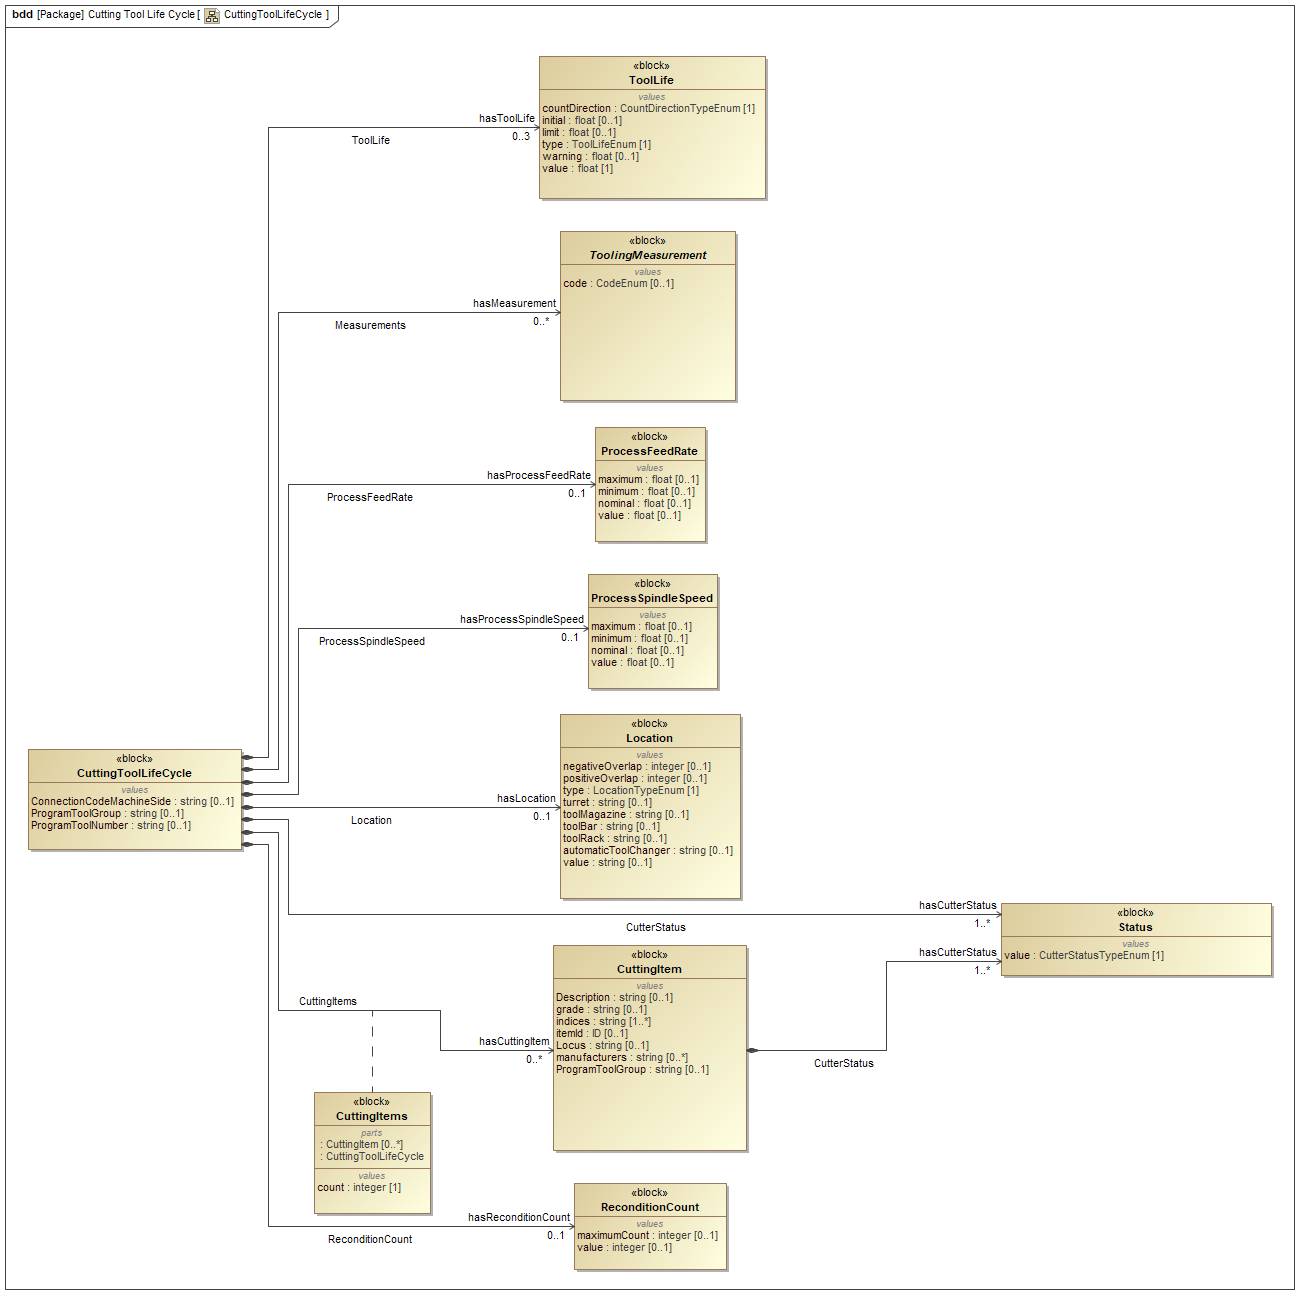 bdd [Package] Cutting Tool Life Cycle [ CuttingToolLifeCycle ]
«block»
ToolLife
values
countDirection : CountDirectionTypeEnum [1]
initial : float [0..1]
limit : float [0..1]
type : ToolLifeEnum [1]
warning : float [0..1]
value : float [1]
hasToolLife
0..3
ToolLife
«block»
ToolingMeasurement
values
code : CodeEnum [0..1]
hasMeasurement
0..*
Measurements
«block»
ProcessFeedRate
values
maximum : float [0..1]
minimum : float [0..1]
nominal : float [0..1]
value : float [0..1]
hasProcessFeedRate
0..1
ProcessFeedRate
«block»
ProcessSpindleSpeed
values
maximum : float [0..1]
minimum : float [0..1]
nominal : float [0..1]
value : float [0..1]
hasProcessSpindleSpeed
0..1
ProcessSpindleSpeed
«block»
Location
values
negativeOverlap : integer [0..1]
positiveOverlap : integer [0..1]
type : LocationTypeEnum [1]
turret : string [0..1]
toolMagazine : string [0..1]
toolBar : string [0..1]
toolRack : string [0..1]
automaticToolChanger : string [0..1]
value : string [0..1]
hasLocation
0..1
Location
«block»
CuttingToolLifeCycle
values
ConnectionCodeMachineSide : string [0..1]
ProgramToolGroup : string [0..1]
ProgramToolNumber : string [0..1]
hasCutterStatus
1..*
CutterStatus
«block»
Status
values
value : CutterStatusTypeEnum [1]
hasCutterStatus
1..*
CutterStatus
«block»
CuttingItem
values
Description : string [0..1]
grade : string [0..1]
indices : string [1..*]
itemId : ID [0..1]
Locus : string [0..1]
manufacturers : string [0..*]
ProgramToolGroup : string [0..1]
CuttingItems
hasCuttingItem
0..*
«block»
CuttingItems
parts
: CuttingItem [0..*]
: CuttingToolLifeCycle
values
count : integer [1]
«block»
ReconditionCount
values
maximumCount : integer [0..1]
value : integer [0..1]
hasReconditionCount
0..1
ReconditionCount